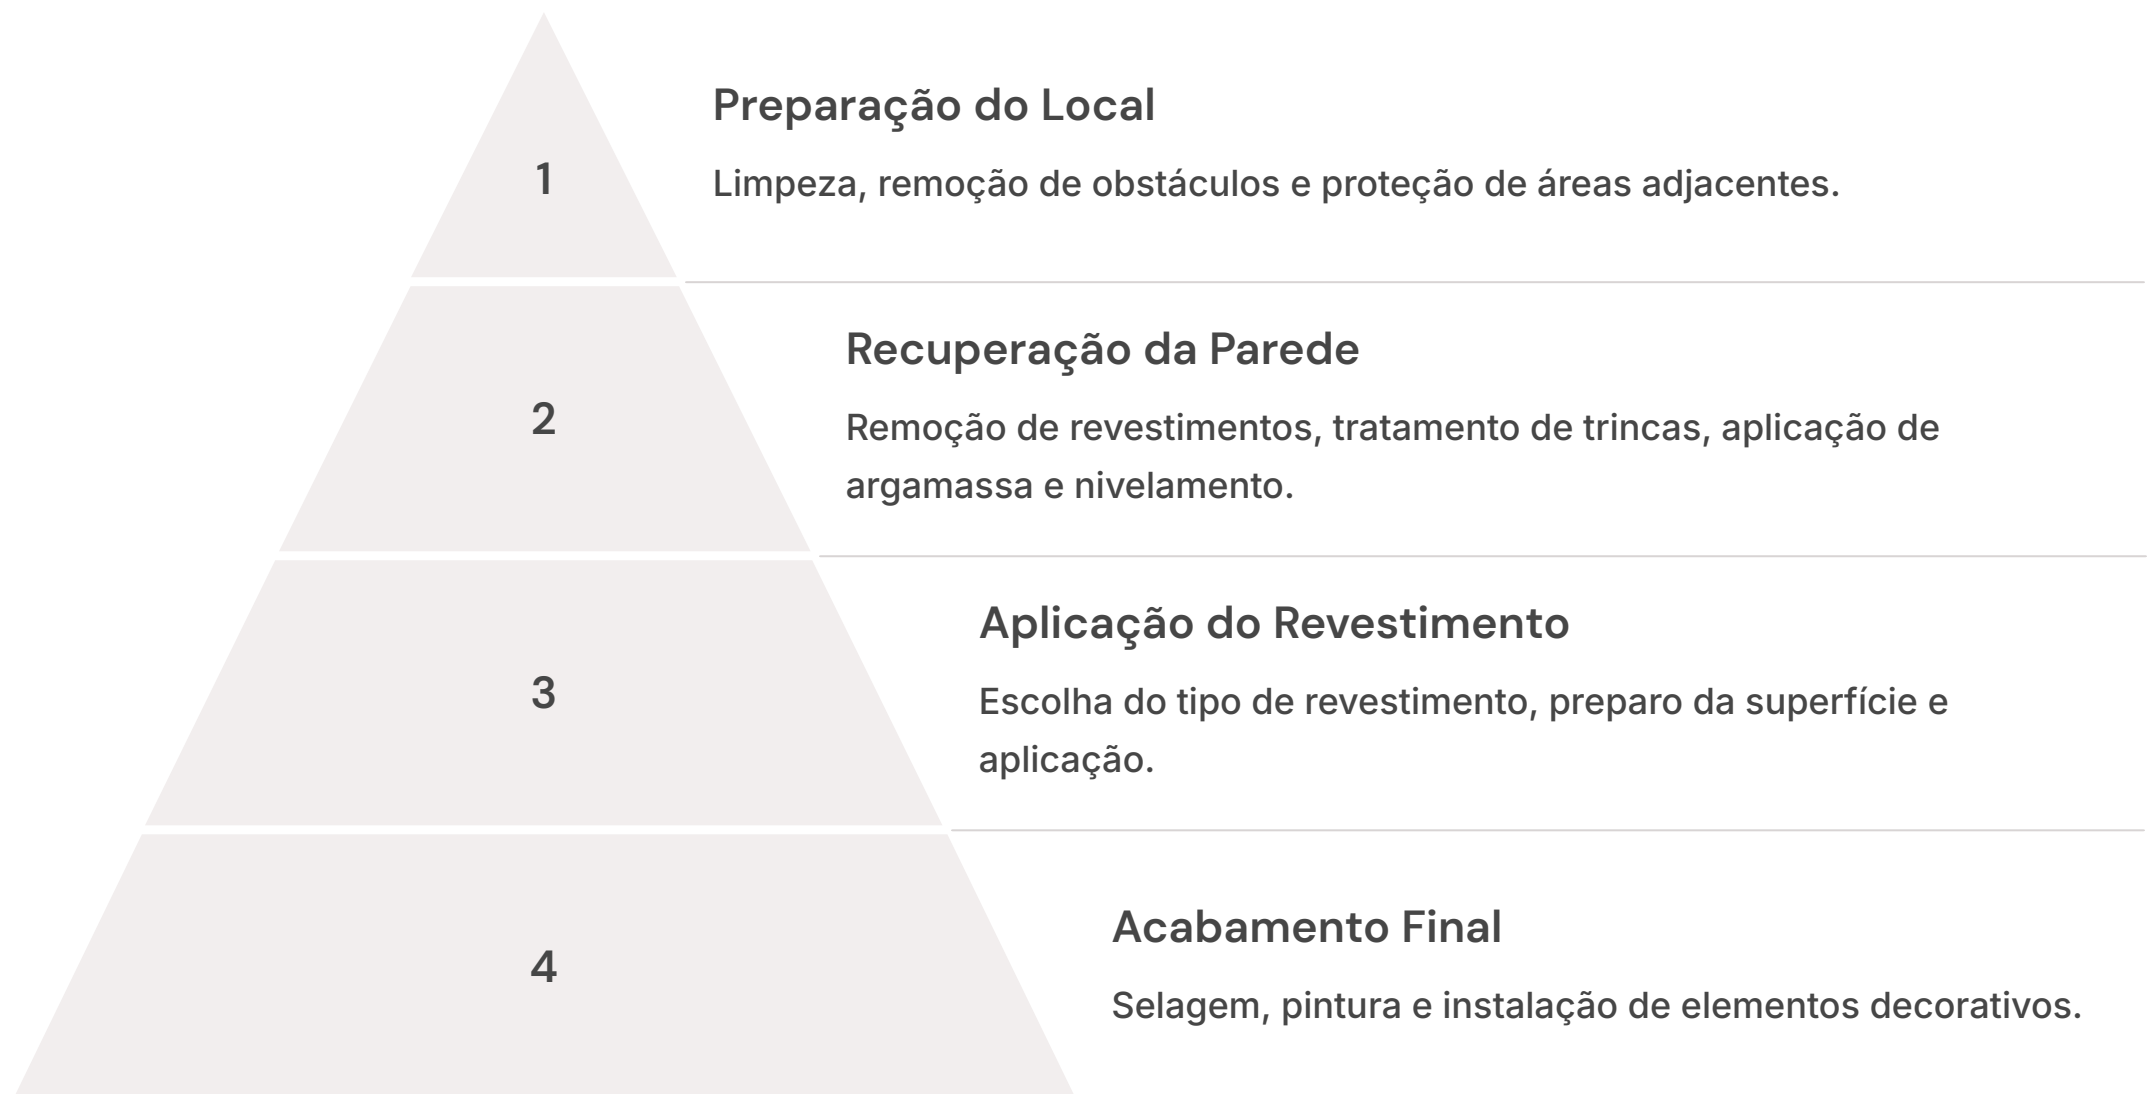 1
Preparação do Local
Limpeza, remoção de obstáculos e proteção de áreas adjacentes.
2
Recuperação da Parede
Remoção de revestimentos, tratamento de trincas, aplicação de
argamassa e nivelamento.
3
Aplicação do Revestimento
Escolha do tipo de revestimento, preparo da superfície e
aplicação.
4
Acabamento Final
Selagem, pintura e instalação de elementos decorativos.